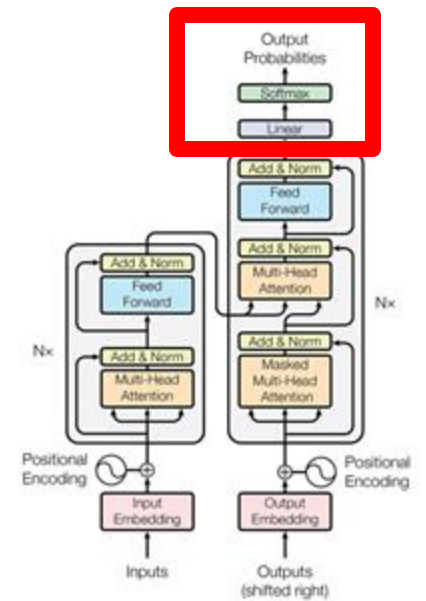 Output
Probabilities
Softmax
Linear
Add & Norm
Feed
Forward
Add & Norm
Multi-Head
Attention
Add & Norm
Masked
Multi-Head
Attention
Nx
Add & Norm
Feed
Forward
Add & Norm
Multi-Head
Attention
Nx
Positional
Encoding
Positional
Encoding
Input
Embedding
Output
Embedding
Inputs
Outputs
(shifted right)